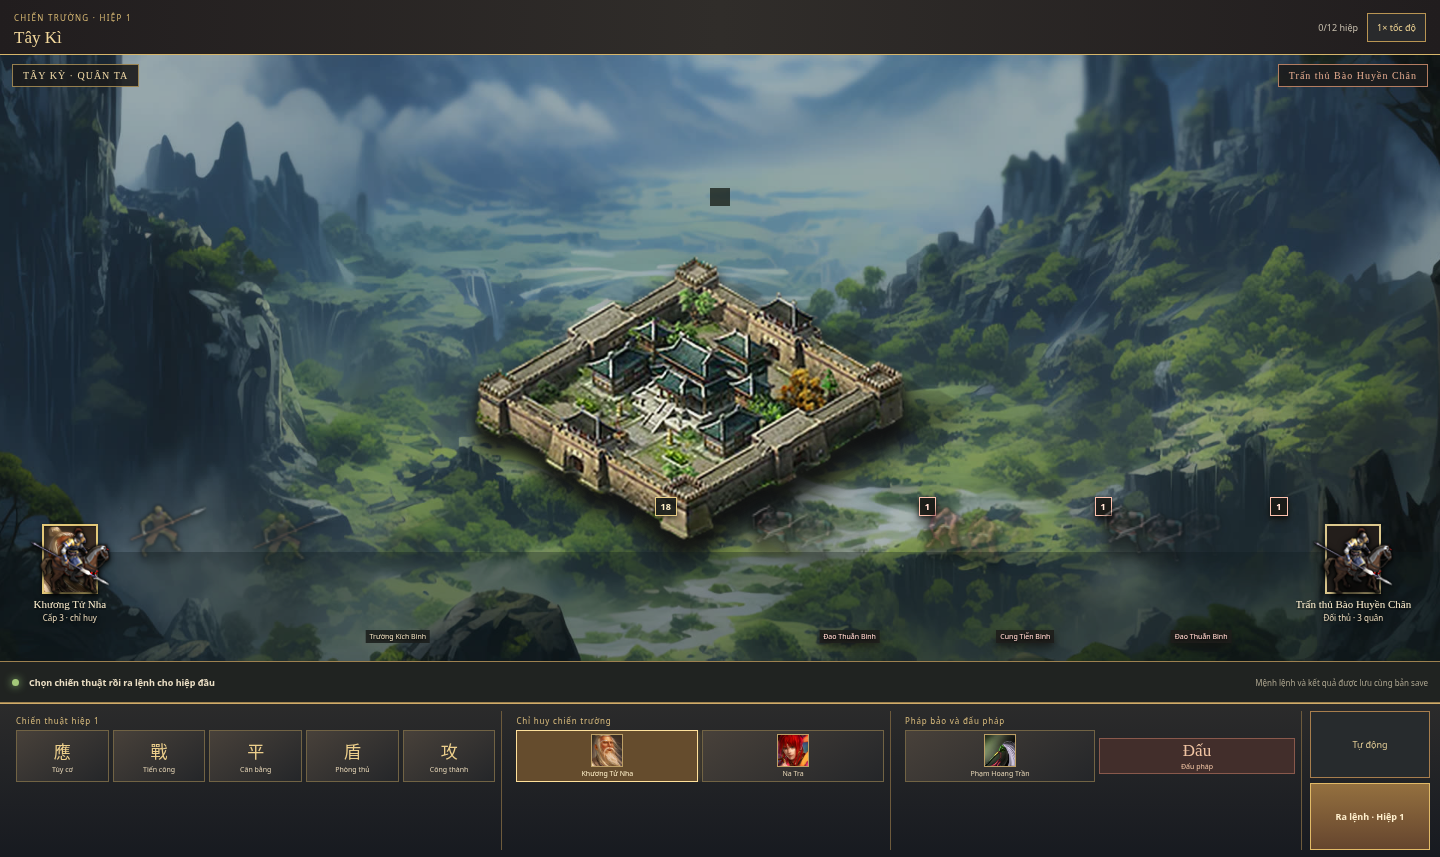 CHIẾN TRƯỜNG · HIỆP 1
Tây Kì
0/12 hiệp
1× tốc độ
TÂY KỲ · QUÂN TA
Trấn thủ Bào Huyền Chân
18
1
1
1
Khương Tử Nha
Cấp 3 · chỉ huy
Trấn thủ Bào Huyền Chân
Đối thủ · 3 quân
Trường Kích Binh
Đao Thuẫn Binh
Cung Tiễn Binh
Đao Thuẫn Binh
Chọn chiến thuật rồi ra lệnh cho hiệp đầu
Mệnh lệnh và kết quả được lưu cùng bản save
Chiến thuật hiệp 1
應
Tùy cơ
戰
Tiến công
平
Cân bằng
盾
Phòng thủ
攻
Công thành
Chỉ huy chiến trường
Khương Tử Nha
Na Tra
Pháp bảo và đấu pháp
Phạm Hoang Trần
Đấu
Đấu pháp
Tự động
Ra lệnh · Hiệp 1